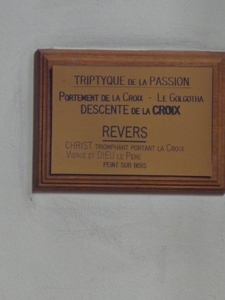 TRIPTYQUE DE LA PASSION
PORTEMENT DE LA CROIX - LE GOLGOTHA
DESCENTE DE LA CROIX
REVERS
CHRIST TRIOMPHANT PORTANT LA CROIX
VIERGE ET DIEU LE PERE
PEINT SUR BOIS